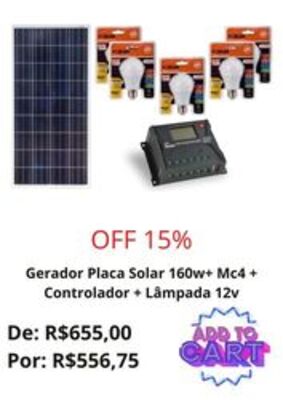 OFF 15%
Gerador Placa Solar 160w+ Mc4 +
Controlador + Lâmpada 12v
De: R$655,00
Por: R$556,75
ADD TO
CART